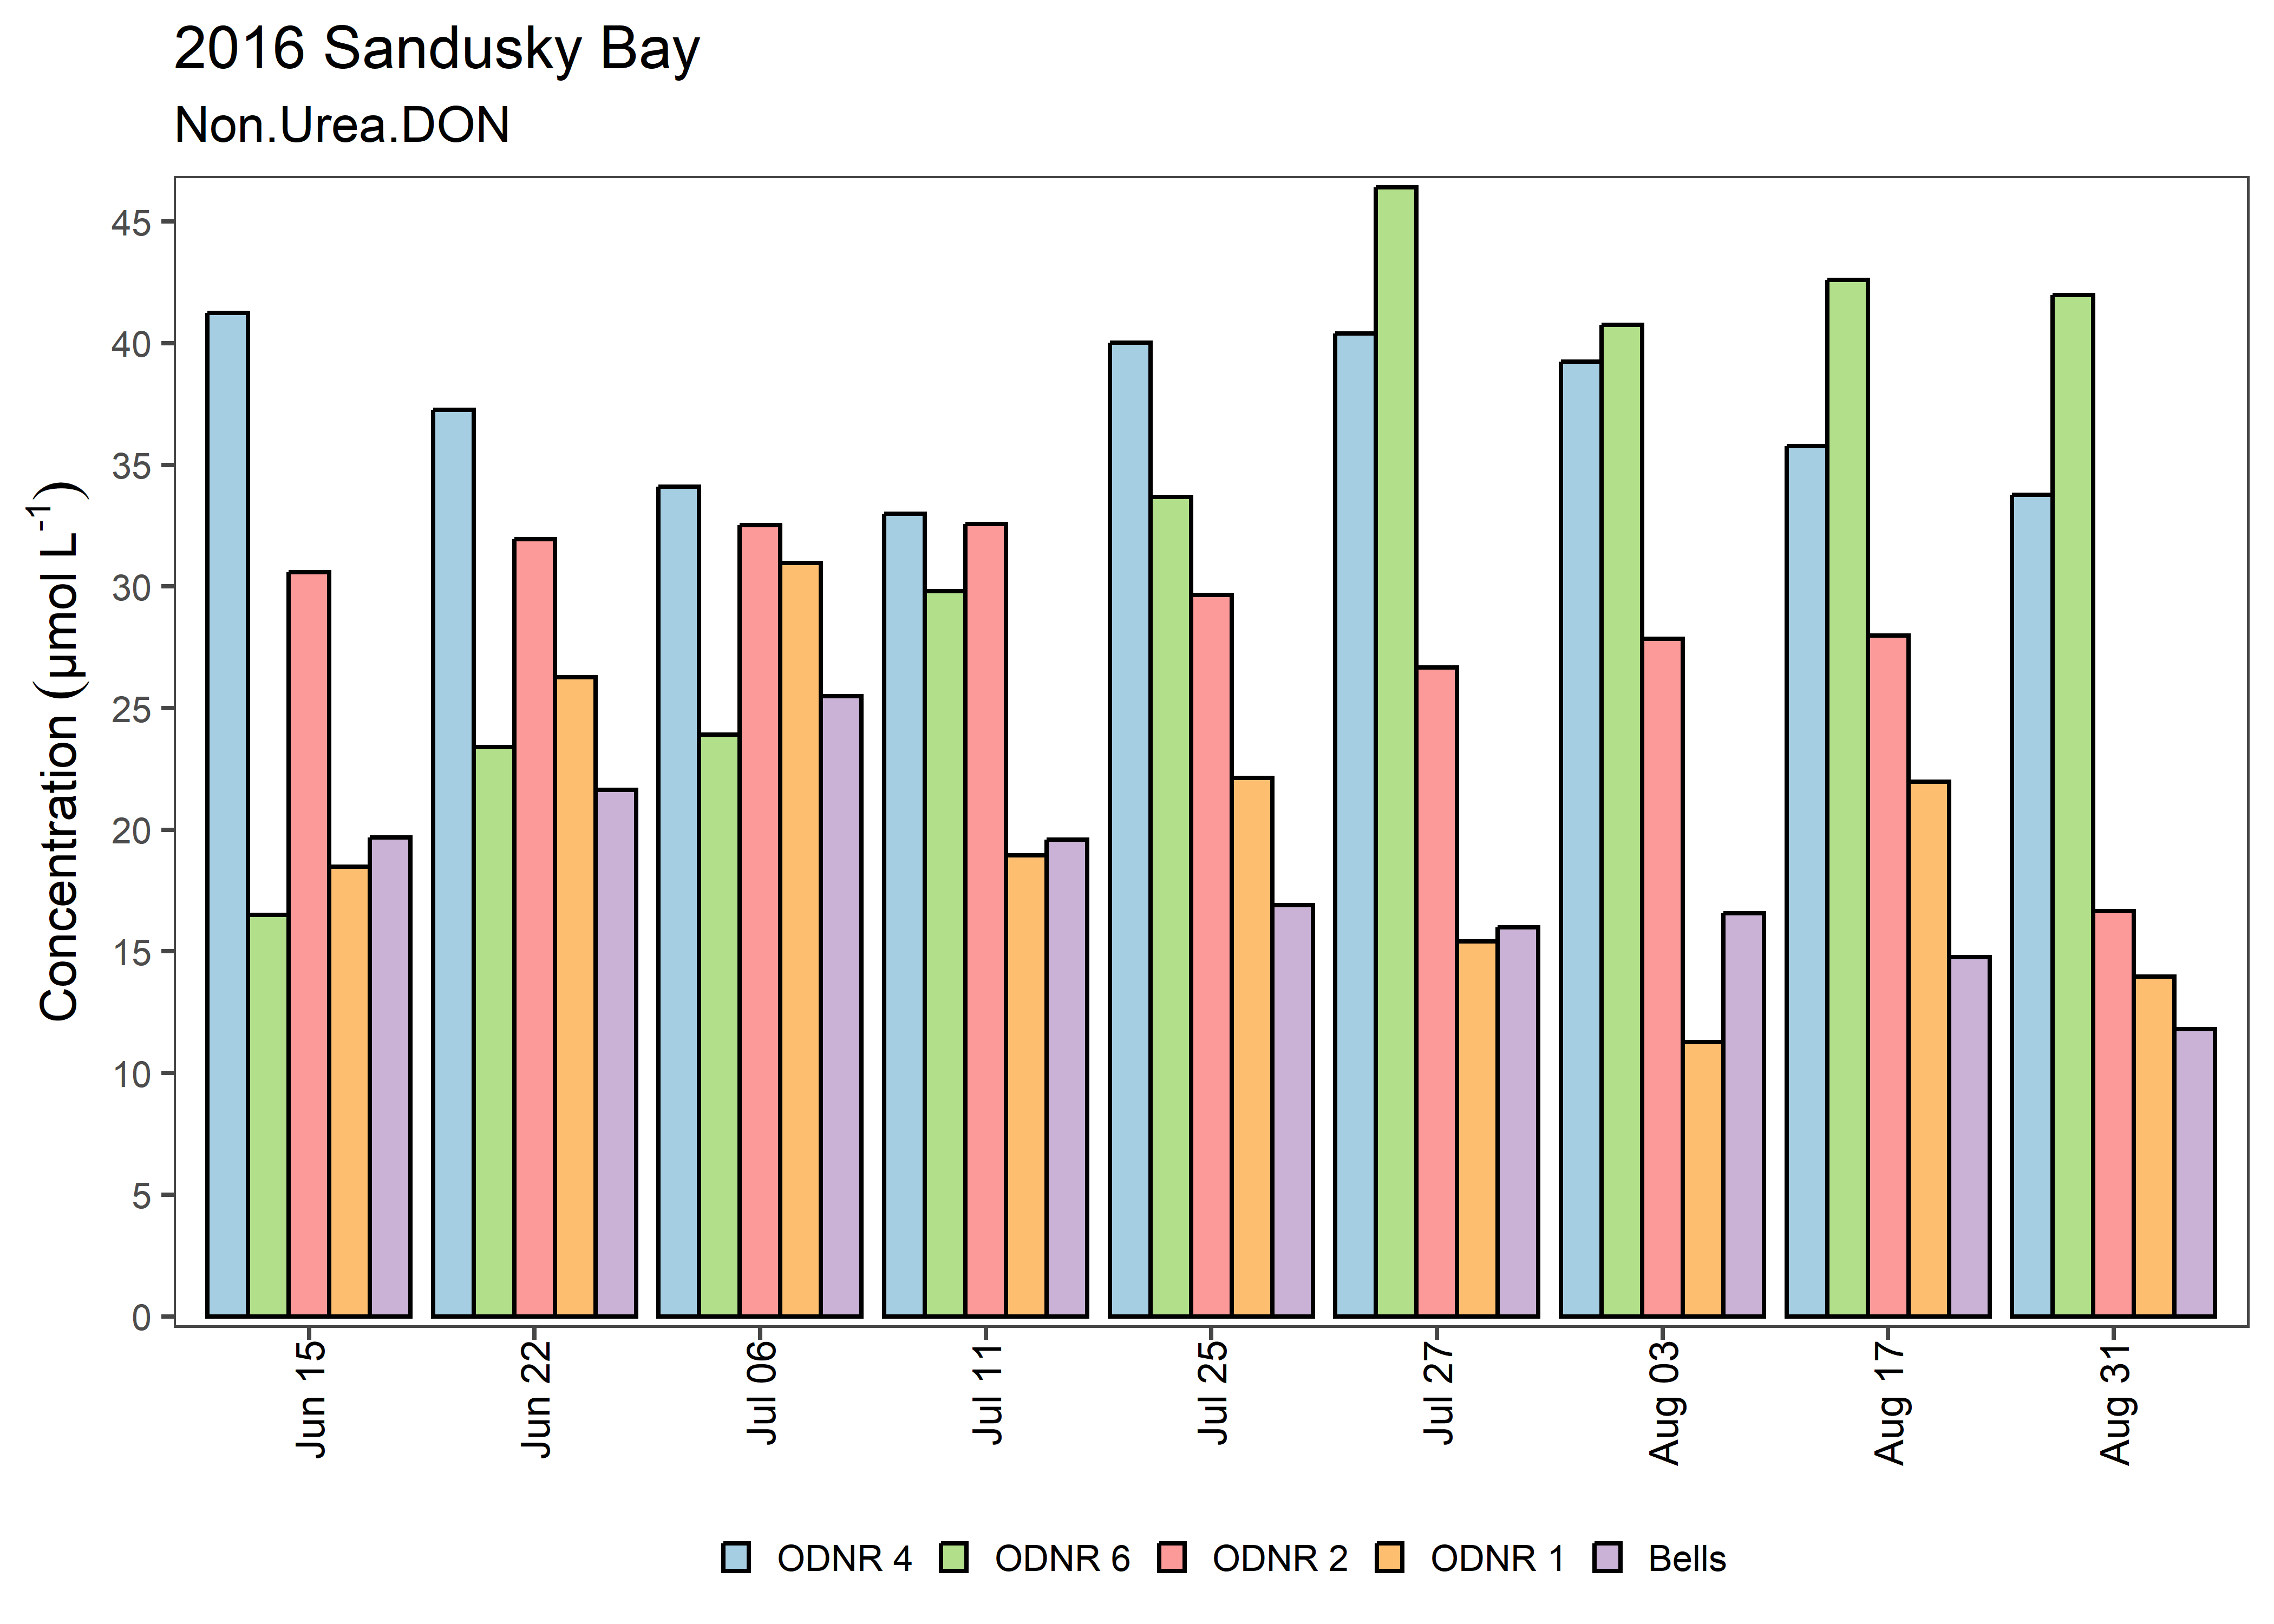 2016 Sandusky Bay
Non.Urea.DON
Concentration (µmol L⁻¹)
45
40
35
30
25
20
15
10
5
0
Jun 15
Jun 22
Jul 06
Jul 11
Jul 25
Jul 27
Aug 03
Aug 17
Aug 31
ODNR 4 ODNR 6 ODNR 2 ODNR 1 Bells